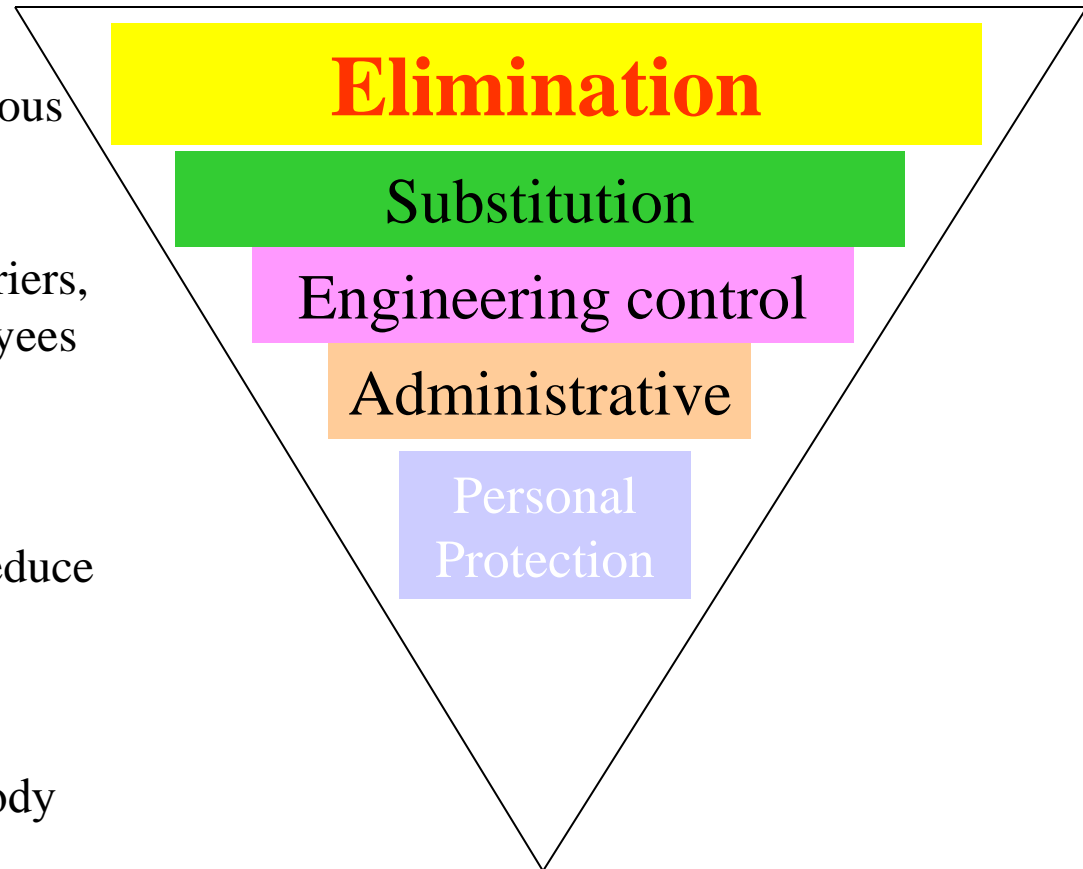 ous
riers,
yees
educe
ody
Elimination
Substitution
Engineering control
Administrative
Personal
Protection